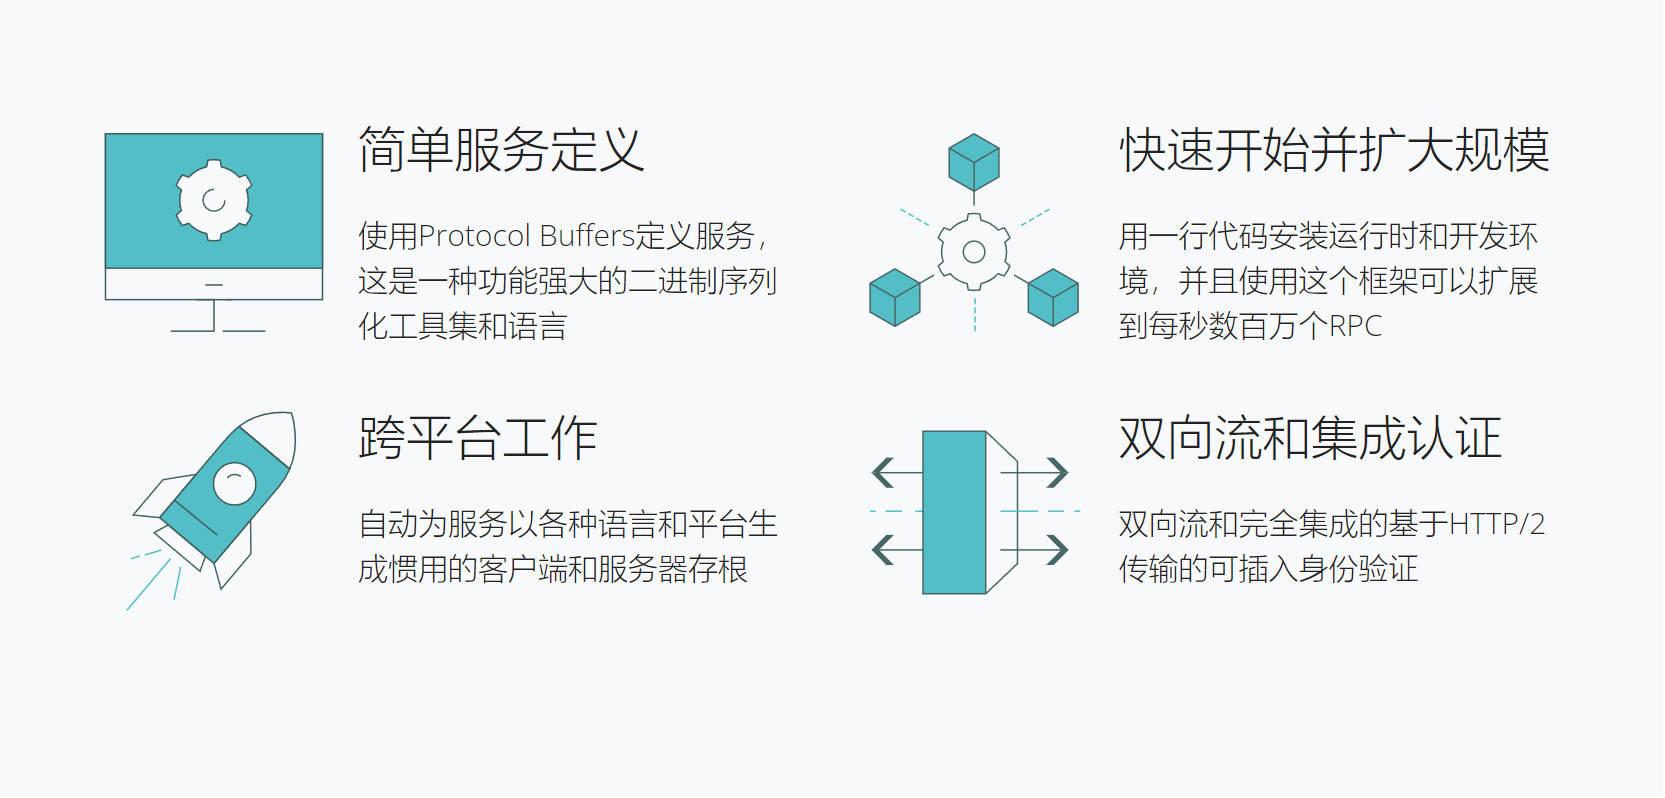 简单服务定义
使用Protocol Buffers定义服务，
这是一种功能强大的二进制序列
化工具集和语言
快速开始并扩大规模
用一行代码安装运行时和开发环
境，并且使用这个框架可以扩展
到每秒数百万个RPC
跨平台工作
自动为服务以各种语言和平台生
成惯用的客户端和服务器存根
双向流和集成认证
双向流和完全集成的基于HTTP/2
传输的可插入身份验证